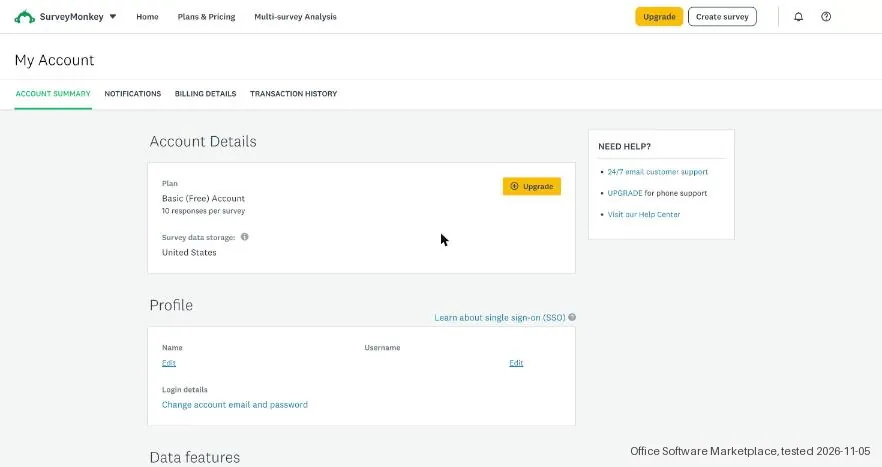 SurveyMonkey Home Plans & Pricing Multi-survey Analysis Upgrade Create survey
My Account
ACCOUNT SUMMARY NOTIFICATIONS BILLING DETAILS TRANSACTION HISTORY
Account Details
Plan
Upgrade
Basic (Free) Account
10 responses per survey
Survey data storage:
United States
NEED HELP?
• 24/7 email customer support
• UPGRADE for phone support
• Visit our Help Center
Profile
Learn about single sign-on (SSO)
Name Username
Edit Edit
Login details
Change account email and password
Data features
Office Software Marketplace, tested 2026-11-05